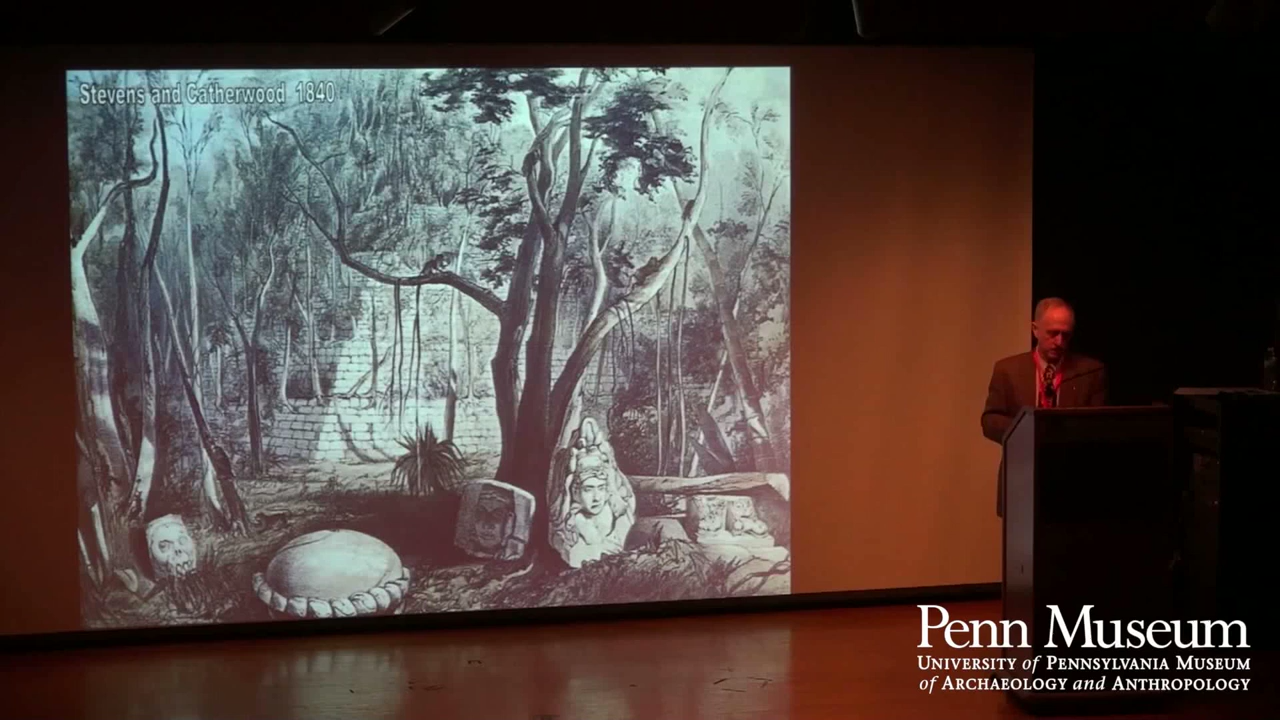 Stevens and Catherwood 1840
Penn Museum
UNIVERSITY of PENNSYLVANIA MUSEUM
of ARCHAEOLOGY and ANTHROPOLOGY